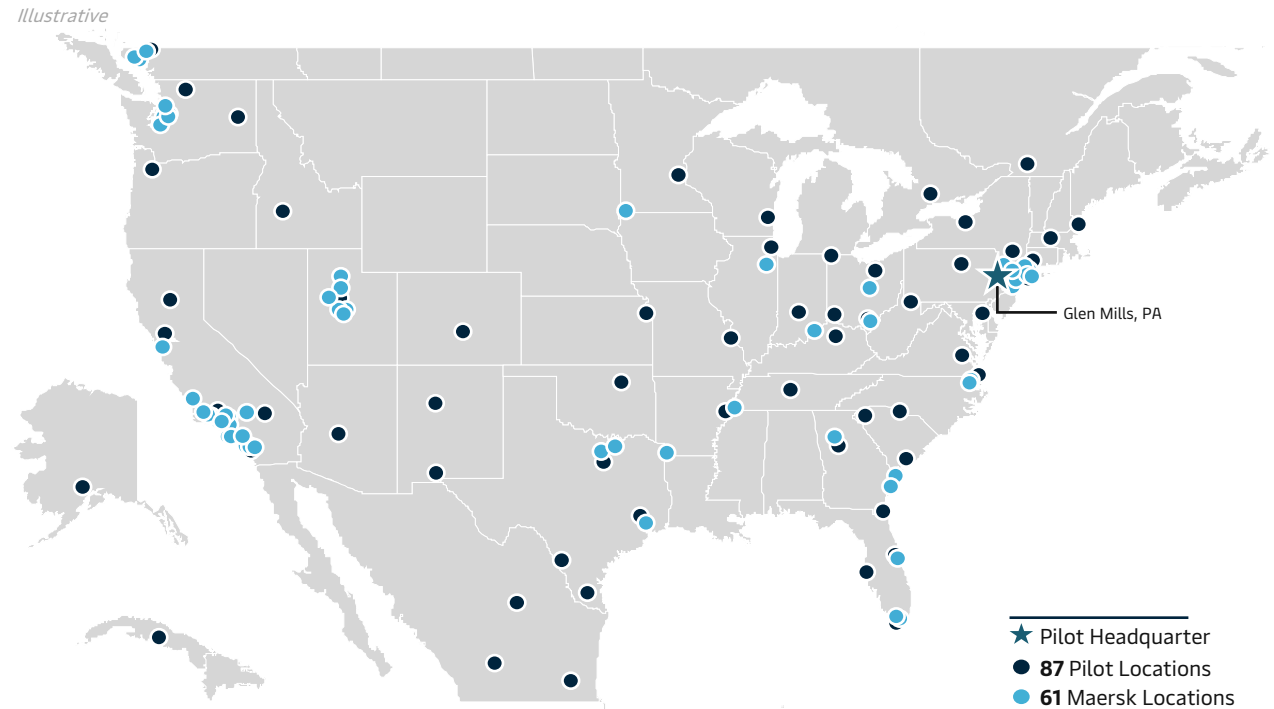 Illustrative
Glen Mills, PA
Pilot Headquarter
87 Pilot Locations
61 Maersk Locations